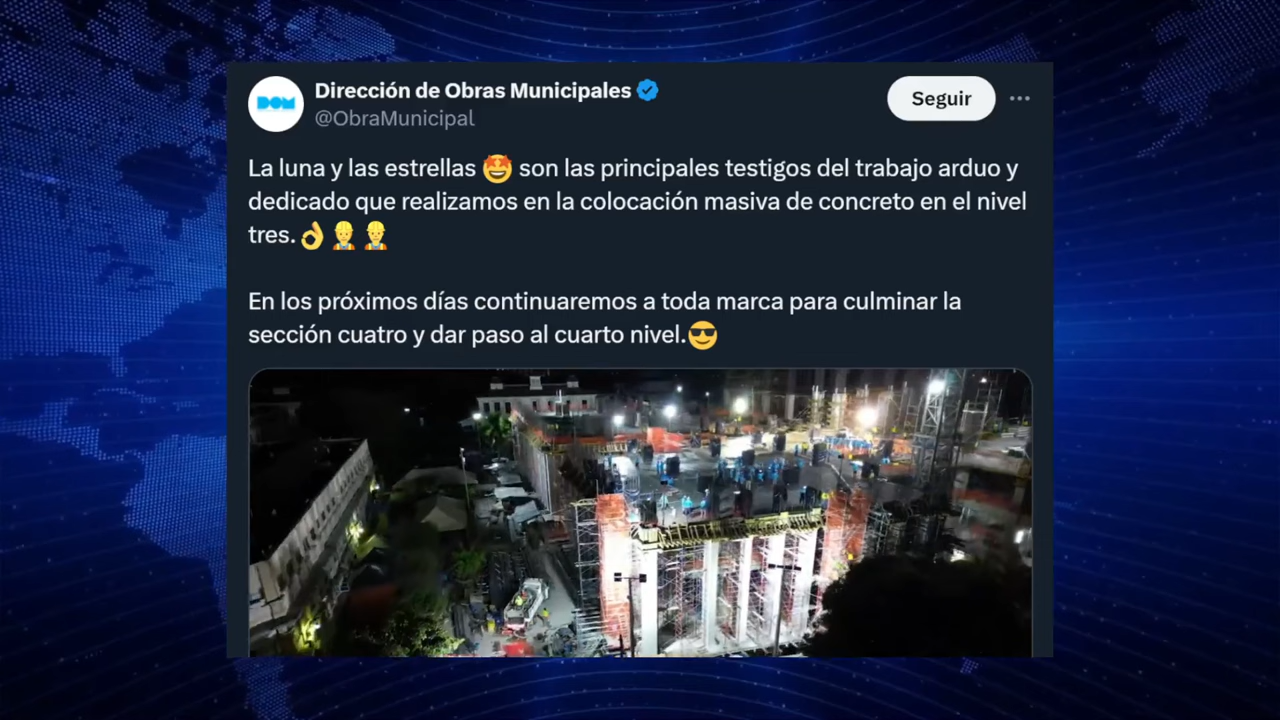 DOM
Dirección de Obras Municipales
@ObraMunicipal
Seguir
La luna y las estrellas 🤩 son las principales testigos del trabajo arduo y
dedicado que realizamos en la colocación masiva de concreto en el nivel
tres.👌👷👷
En los próximos días continuaremos a toda marca para culminar la
sección cuatro y dar paso al cuarto nivel.😎